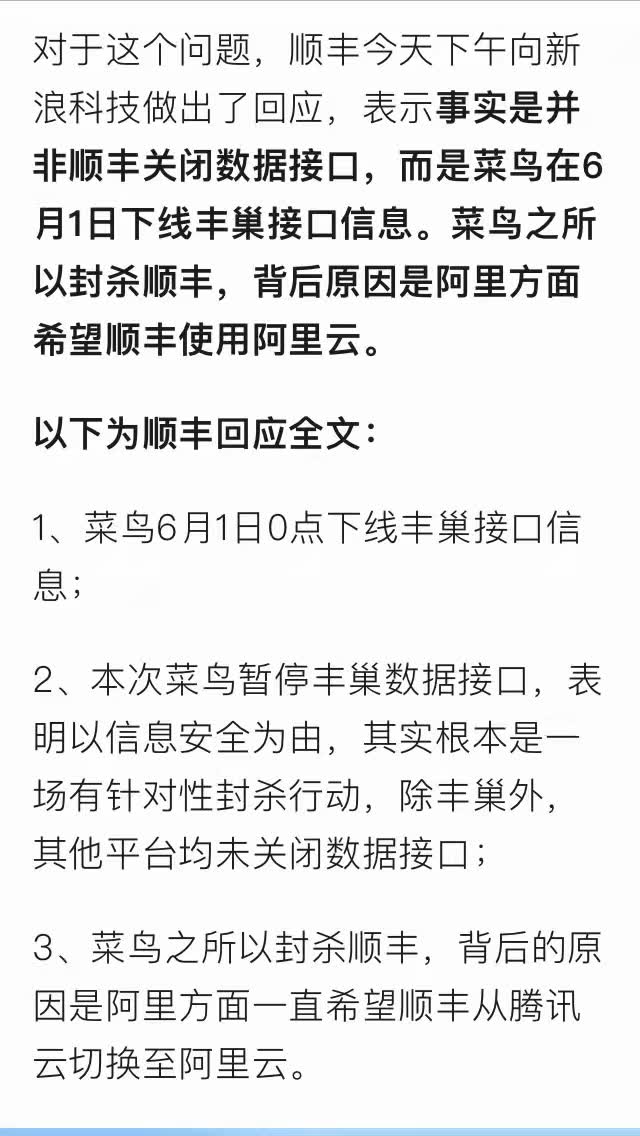 对于这个问题，顺丰今天下午向新
浪科技做出了回应，表示事实是并
非顺丰关闭数据接口，而是菜鸟在6
月1日下线丰巢接口信息。菜鸟之所
以封杀顺丰，背后原因是阿里方面
希望顺丰使用阿里云。
以下为顺丰回应全文：
1、菜鸟6月1日0点下线丰巢接口信
息；
2、本次菜鸟暂停丰巢数据接口，表
明以信息安全为由，其实根本是一
场有针对性封杀行动，除丰巢外，
其他平台均未关闭数据接口；
3、菜鸟之所以封杀顺丰，背后的原
因是阿里方面一直希望顺丰从腾讯
云切换至阿里云。